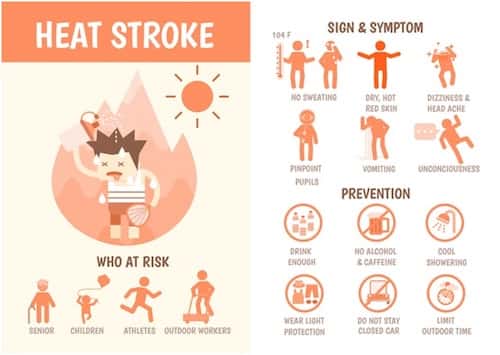 HEAT STROKE
WHO AT RISK
SENIOR
CHILDREN
ATHLETES
OUTDOOR WORKERS
SIGN & SYMPTOM
104 F
NO SWEATING
DRY, HOT
RED SKIN
DIZZINESS &
HEAD ACHE
PINPOINT
PUPILS
VOMITING
UNCONSCIOUSNESS
PREVENTION
DRINK
ENOUGH
NO ALCOHOL
& CAFFEINE
COOL
SHOWERING
WEAR LIGHT
PROTECTION
DO NOT STAY
CLOSED CAR
LIMIT
OUTDOOR TIME